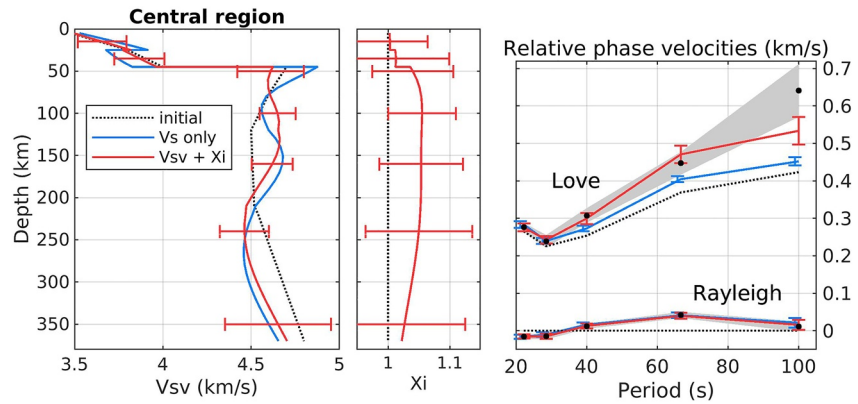 Central region
0
50
100
150
200
250
300
350
Depth (km)
initial
Vs only
Vsv + Xi
3.5
4
4.5
5
Vsv (km/s)
1
1.1
Xi
Relative phase velocities (km/s)
0.7
0.6
0.5
0.4
0.3
0.2
0.1
0
Love
Rayleigh
20
40
60
80
100
Period (s)